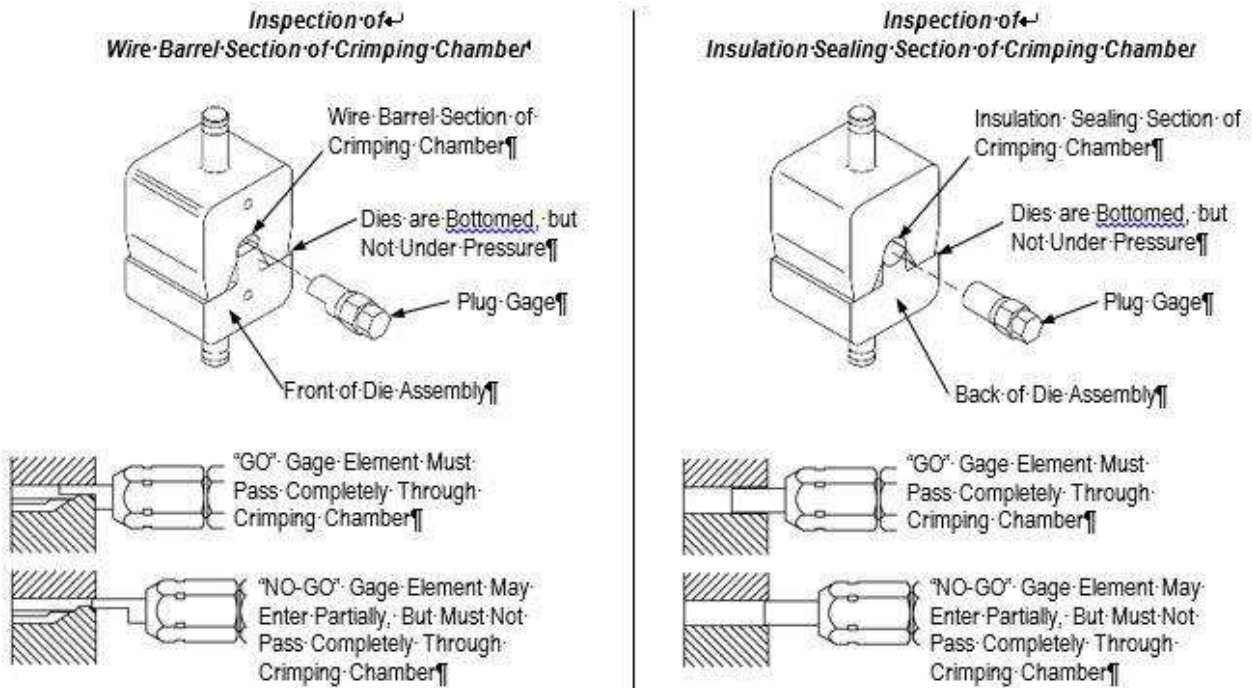 Inspection·of↵
Wire·Barrel·Section·of·Crimping·Chamber
Wire·Barrel·Section·of·
Crimping·Chamber¶
Dies·are·Bottomed,·but·
Not·Under·Pressure¶
Plug·Gage¶
Front·of·Die·Assembly¶
"GO"·Gage·Element·Must·
Pass·Completely·Through·
Crimping·Chamber¶
"NO-GO"·Gage·Element·May·
Enter·Partially,·But·Must·Not·
Pass·Completely·Through·
Crimping·Chamber¶
Inspection·of↵
Insulation·Sealing·Section·of·Crimping·Chamber
Insulation·Sealing·Section·of·
Crimping·Chamber¶
Dies·are·Bottomed,·but·
Not·Under·Pressure¶
Plug·Gage¶
Back·of·Die·Assembly¶
"GO"·Gage·Element·Must·
Pass·Completely·Through·
Crimping·Chamber¶
"NO-GO"·Gage·Element·May·
Enter·Partially,·But·Must·Not·
Pass·Completely·Through·
Crimping·Chamber¶